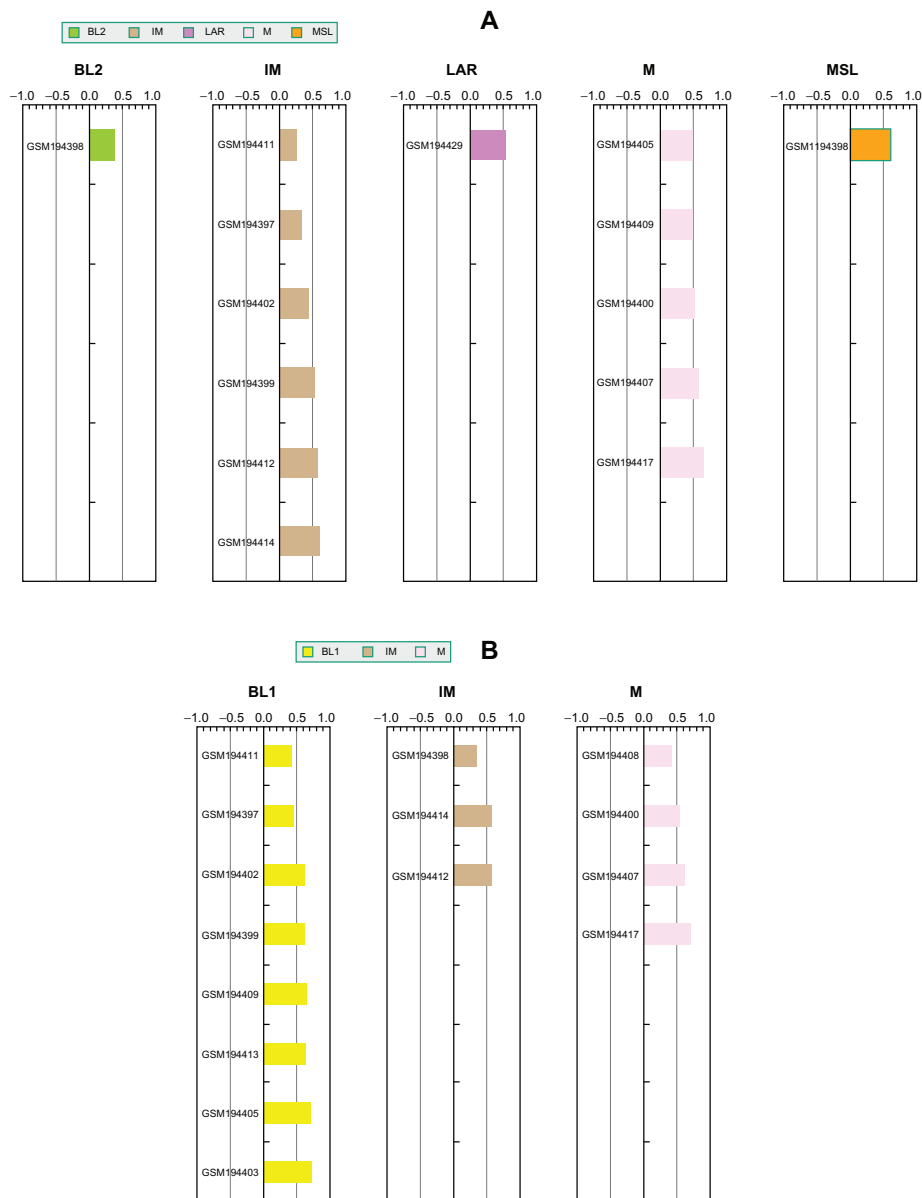 A
BL2 IM LAR M MSL
BL2 IM LAR M MSL
−1.0 −0.5 0.0 0.5 1.0 −1.0 −0.5 0.0 0.5 1.0 −1.0 −0.5 0.0 0.5 1.0 −1.0 −0.5 0.0 0.5 1.0 −1.0 −0.5 0.0 0.5 1.0
GSM194398 GSM194411 GSM194429 GSM194405 GSM1194398
GSM194397 GSM194409
GSM194402 GSM194400
GSM194399 GSM194407
GSM194412 GSM194417
GSM194414
B
BL1 IM M
BL1 IM M
−1.0 −0.5 0.0 0.5 1.0 −1.0 −0.5 0.0 0.5 1.0 −1.0 −0.5 0.0 0.5 1.0
GSM194411 GSM194398 GSM194408
GSM194397 GSM194414 GSM194400
GSM194402 GSM194412 GSM194407
GSM194399 GSM194417
GSM194409
GSM194413
GSM194405
GSM194403